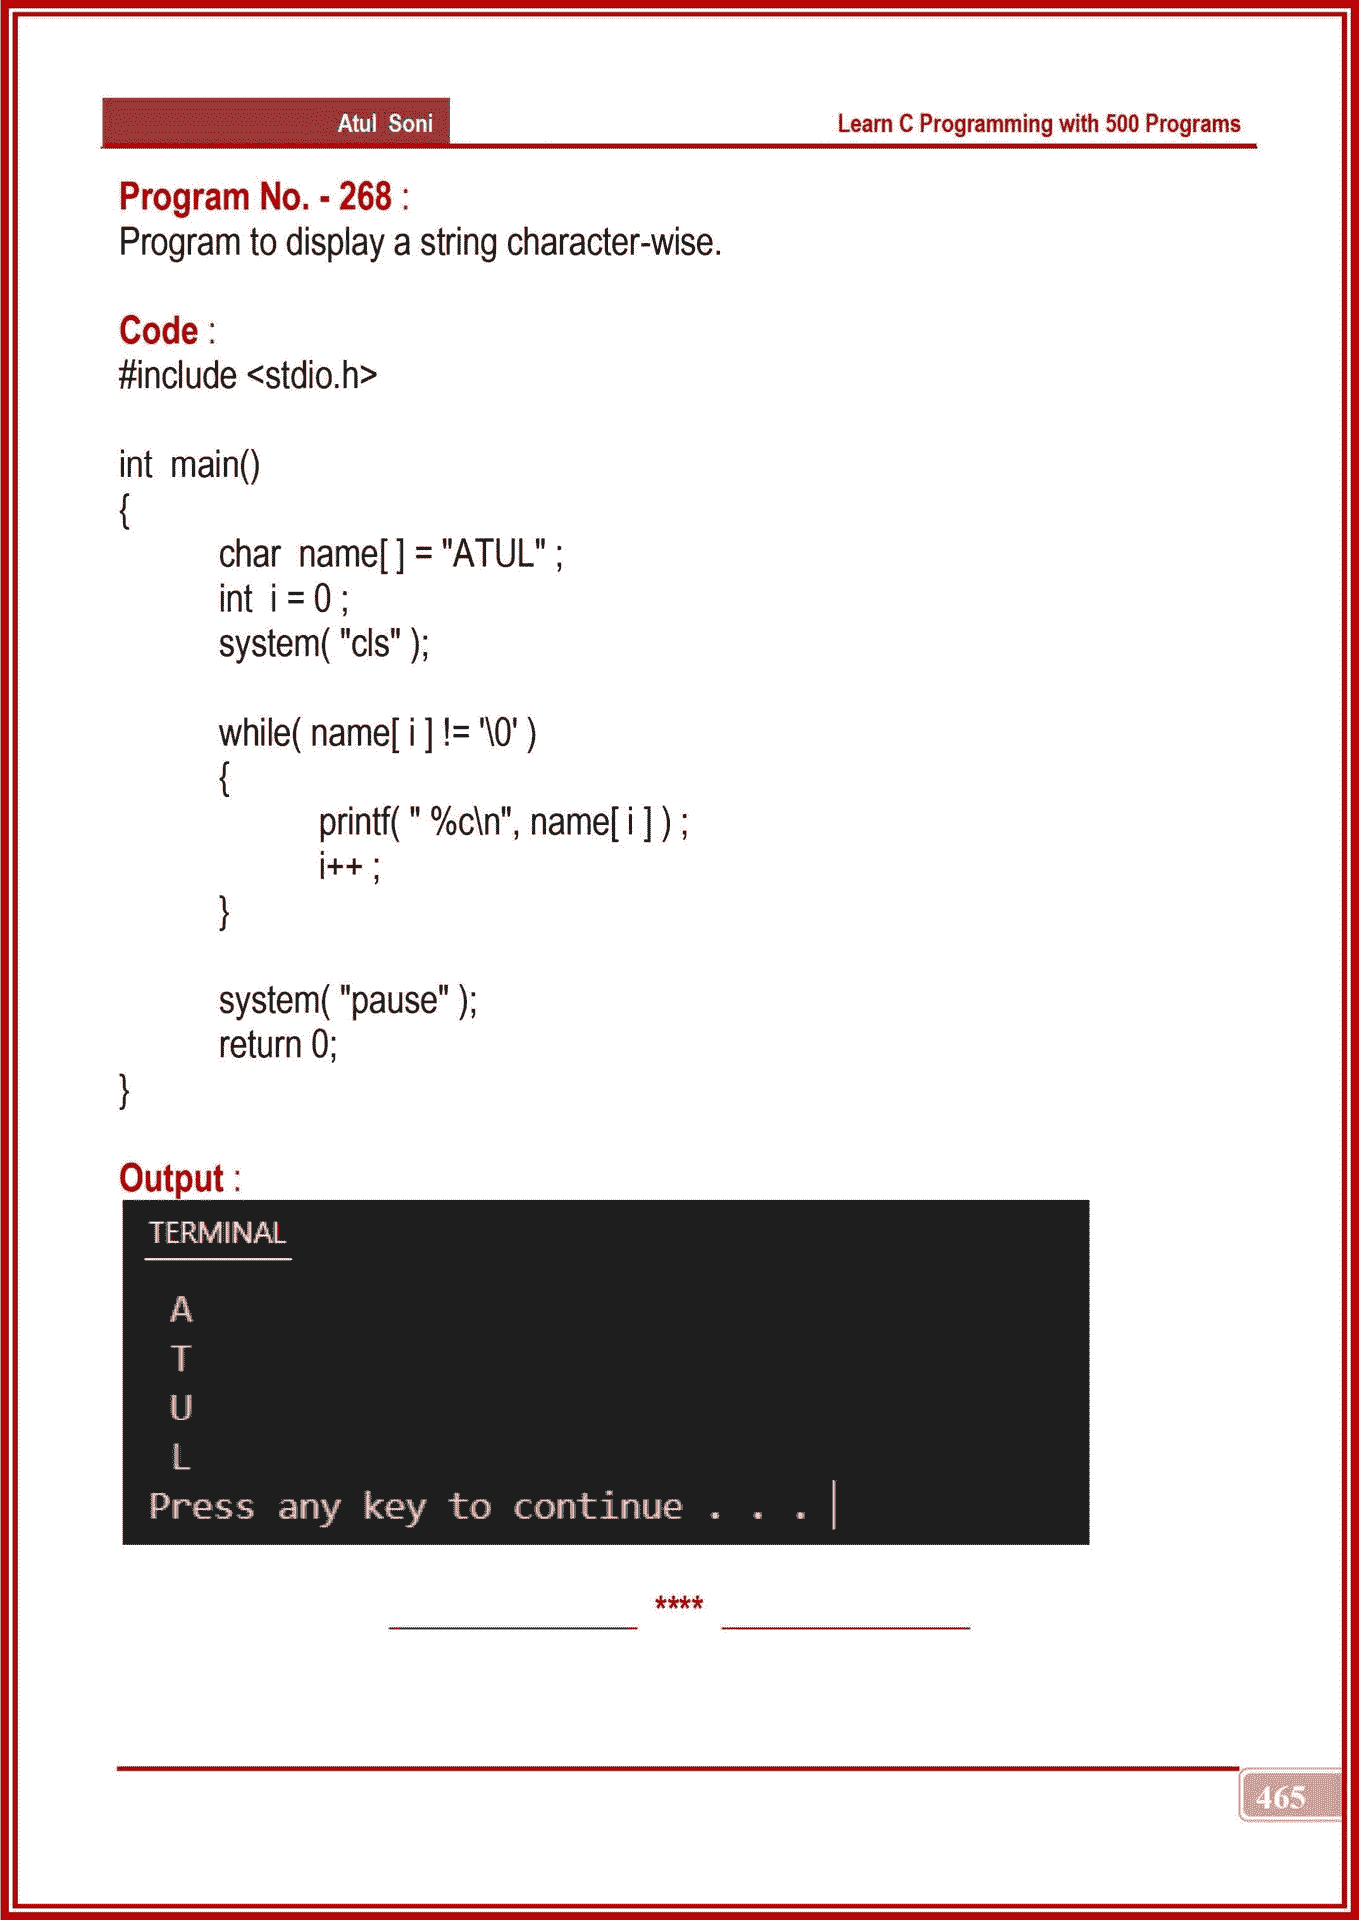 Atul Soni
Learn C Programming with 500 Programs
Program No. - 268 :
Program to display a string character-wise.
Code :
#include <stdio.h>
int main()
{
char name[ ] = "ATUL" ;
int i = 0 ;
system( "cls" );
while( name[ i ] != '\0' )
{
printf( " %c\n", name[ i ] ) ;
i++ ;
}
system( "pause" );
return 0;
}
Output :
TERMINAL
A
T
U
L
Press any key to continue . . .
****
465